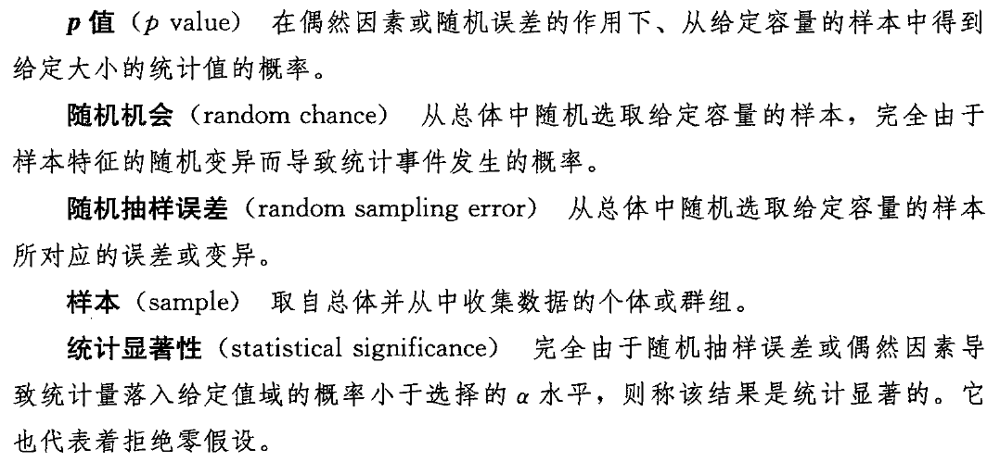 p 值（p value） 在偶然因素或随机误差的作用下、从给定容量的样本中得到
给定大小的统计值的概率。
随机机会（random chance） 从总体中随机选取给定容量的样本，完全由于
样本特征的随机变异而导致统计事件发生的概率。
随机抽样误差（random sampling error） 从总体中随机选取给定容量的样本
所对应的误差或变异。
样本（sample） 取自总体并从中收集数据的个体或群组。
统计显著性（statistical significance） 完全由于随机抽样误差或偶然因素导
致统计量落入给定值域的概率小于选择的 α 水平，则称该结果是统计显著的。它
也代表着拒绝零假设。